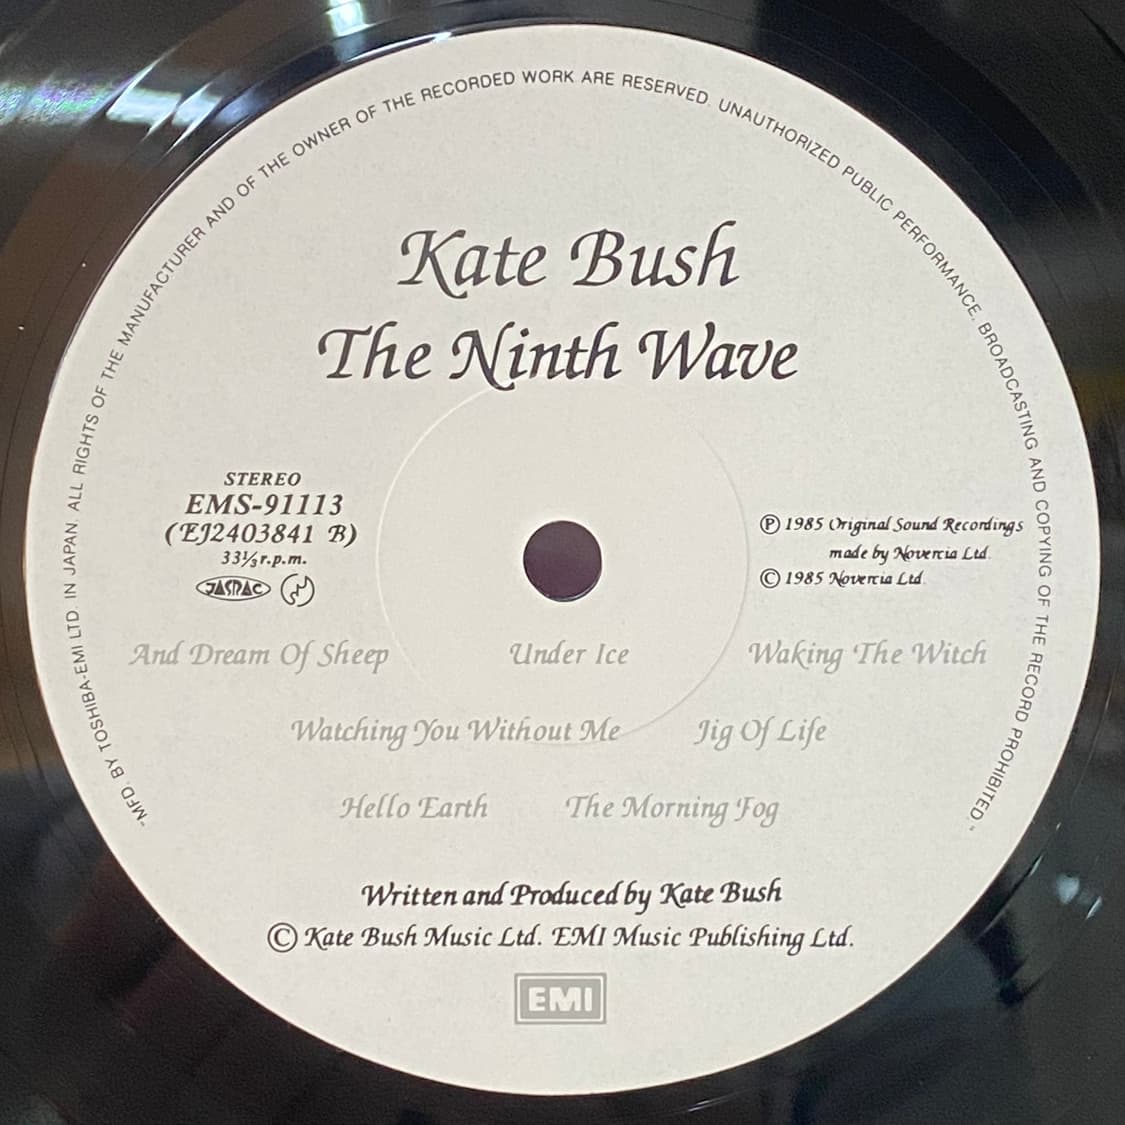 "MFD. BY TOSHIBA-EMI LTD. IN JAPAN. ALL RIGHTS OF THE MANUFACTURER AND OF THE OWNER OF THE RECORDED WORK ARE RESERVED. UNAUTHORIZED PUBLIC PERFORMANCE. BROADCASTING AND COPYING OF THE RECORD PROHIBITED."
Kate Bush
The Ninth Wave
STEREO
EMS-91113
(EJ2403841 B)
33⅓ r.p.m.
JASRAC
Ⓟ 1985 Original Sound Recordings
made by Novercia Ltd.
© 1985 Novercia Ltd.
And Dream Of Sheep Under Ice Waking The Witch
Watching You Without Me Jig Of Life
Hello Earth The Morning Fog
Written and Produced by Kate Bush
© Kate Bush Music Ltd. EMI Music Publishing Ltd.
EMI